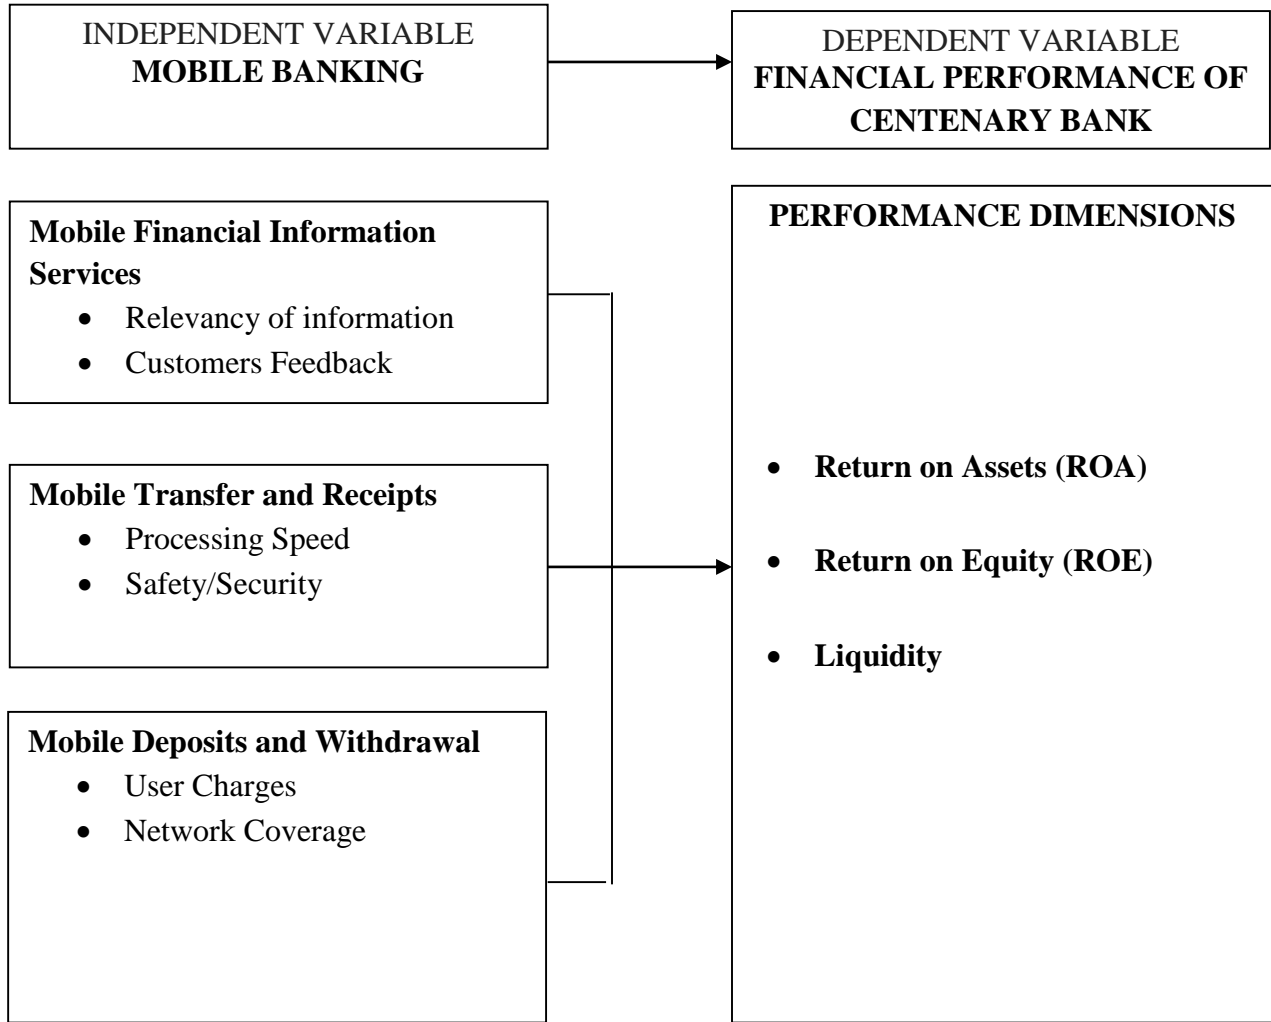 INDEPENDENT VARIABLE
MOBILE BANKING
DEPENDENT VARIABLE
FINANCIAL PERFORMANCE OF
CENTENARY BANK
Mobile Financial Information
Services
• Relevancy of information
• Customers Feedback
Mobile Transfer and Receipts
• Processing Speed
• Safety/Security
Mobile Deposits and Withdrawal
• User Charges
• Network Coverage
PERFORMANCE DIMENSIONS
• Return on Assets (ROA)
• Return on Equity (ROE)
• Liquidity